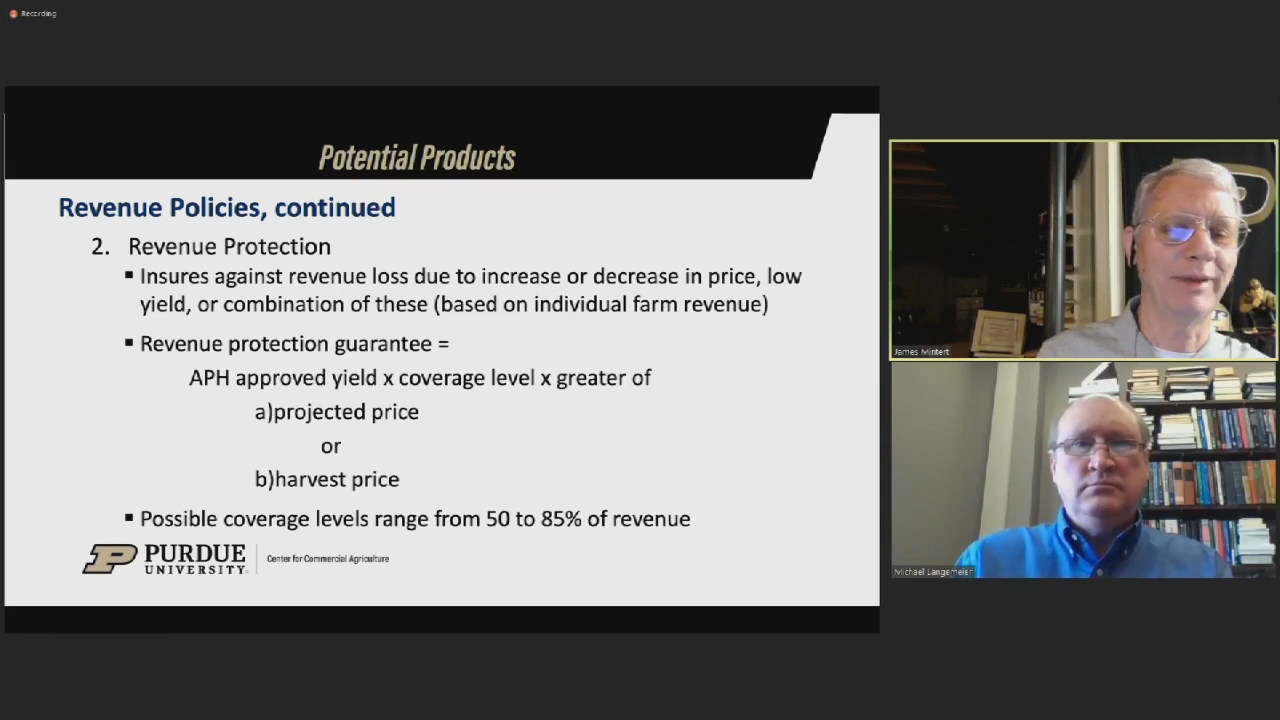 Recording
Potential Products
Revenue Policies, continued
2. Revenue Protection
▪ Insures against revenue loss due to increase or decrease in price, low
yield, or combination of these (based on individual farm revenue)
▪ Revenue protection guarantee =
APH approved yield x coverage level x greater of
a)projected price
or
b)harvest price
▪ Possible coverage levels range from 50 to 85% of revenue
P PURDUE
UNIVERSITY.
Center for Commercial Agriculture
James Mintert
Michael Langemeier